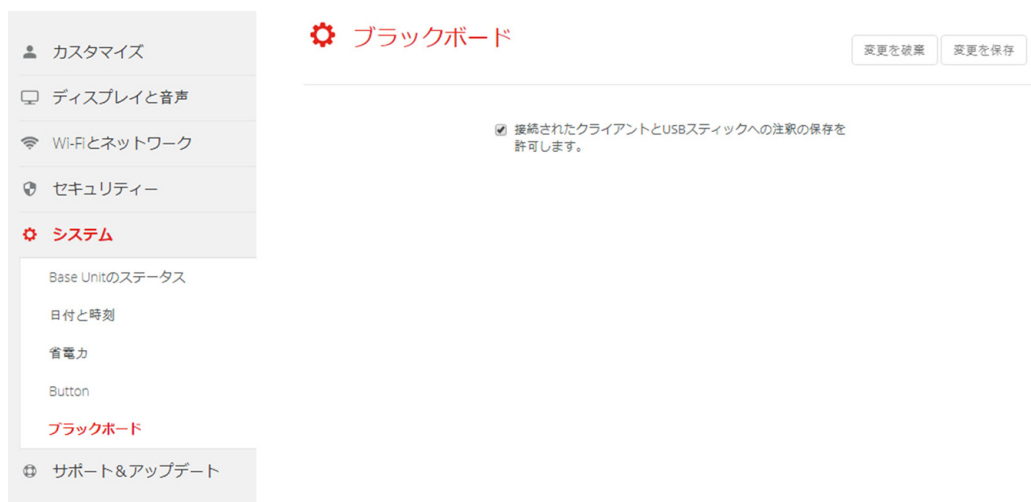 カスタマイズ
ディスプレイと音声
Wi-Fiとネットワーク
セキュリティー
システム
Base Unitのステータス
日付と時刻
省電力
Button
ブラックボード
サポート&アップデート
ブラックボード
変更を破棄
変更を保存
接続されたクライアントとUSBスティックへの注釈の保存を
許可します。